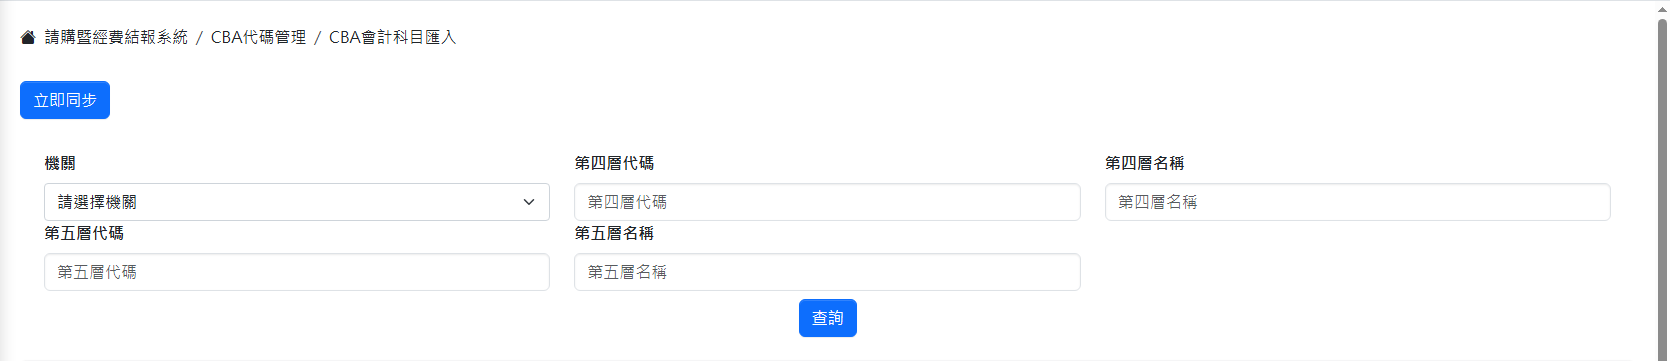 請購暨經費結報系統 / CBA代碼管理 / CBA會計科目匯入
立即同步
機關 第四層代碼 第四層名稱
請選擇機關 第四層代碼 第四層名稱
第五層代碼 第五層名稱
第五層代碼 第五層名稱
查詢